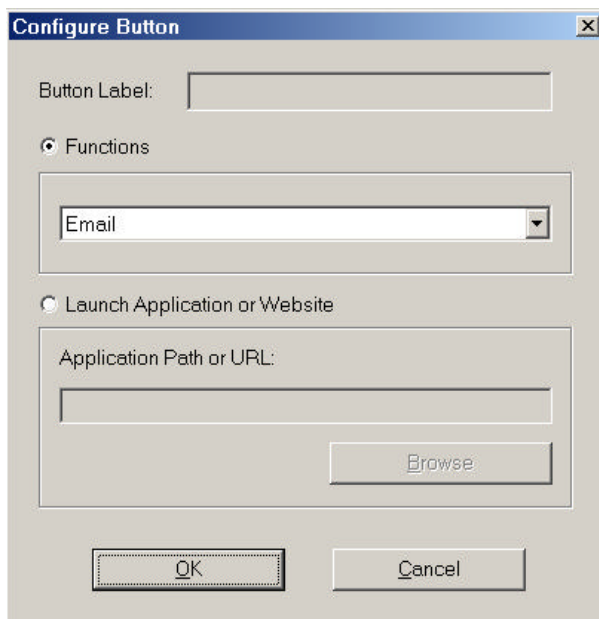 Configure Button
Button Label:
Functions
Email
Launch Application or Website
Application Path or URL:
Browse
OK Cancel